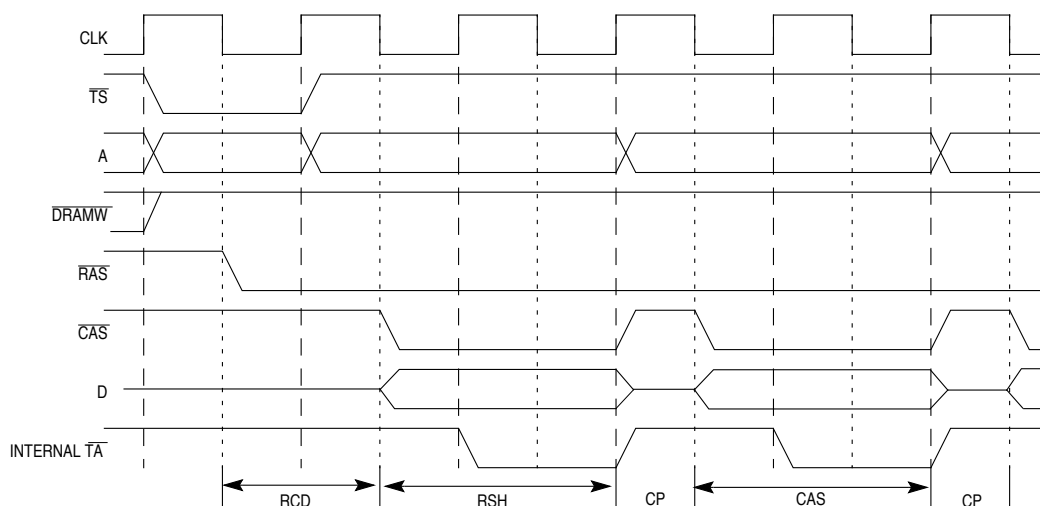 CLK
TS
A
DRAMW
RAS
CAS
D
INTERNAL TA
RCD RSH CP CAS CP